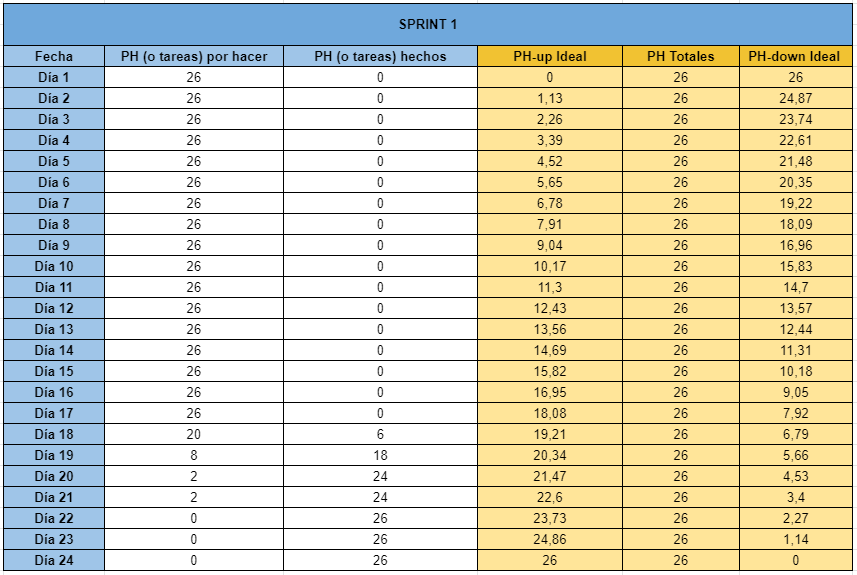 SPRINT 1
Fecha PH (o tareas) por hacer PH (o tareas) hechos PH-up Ideal PH Totales PH-down Ideal
Día 1 26 0 0 26 26
Día 2 26 0 1,13 26 24,87
Día 3 26 0 2,26 26 23,74
Día 4 26 0 3,39 26 22,61
Día 5 26 0 4,52 26 21,48
Día 6 26 0 5,65 26 20,35
Día 7 26 0 6,78 26 19,22
Día 8 26 0 7,91 26 18,09
Día 9 26 0 9,04 26 16,96
Día 10 26 0 10,17 26 15,83
Día 11 26 0 11,3 26 14,7
Día 12 26 0 12,43 26 13,57
Día 13 26 0 13,56 26 12,44
Día 14 26 0 14,69 26 11,31
Día 15 26 0 15,82 26 10,18
Día 16 26 0 16,95 26 9,05
Día 17 26 0 18,08 26 7,92
Día 18 20 6 19,21 26 6,79
Día 19 8 18 20,34 26 5,66
Día 20 2 24 21,47 26 4,53
Día 21 2 24 22,6 26 3,4
Día 22 0 26 23,73 26 2,27
Día 23 0 26 24,86 26 1,14
Día 24 0 26 26 26 0